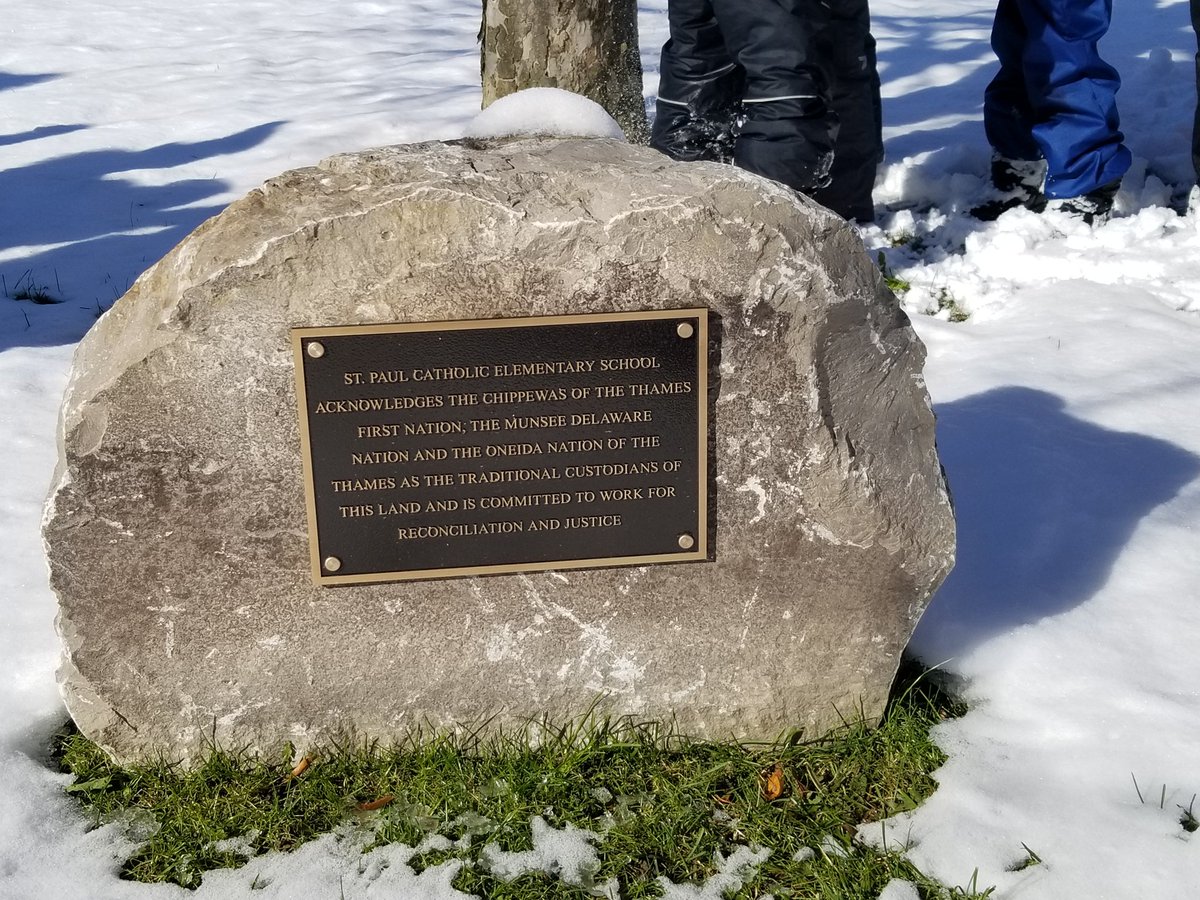 ST. PAUL CATHOLIC ELEMENTARY SCHOOL
ACKNOWLEDGES THE CHIPPEWAS OF THE THAMES
FIRST NATION, THE MUNSEE DELAWARE
NATION AND THE ONEIDA NATION OF THE
THAMES AS THE TRADITIONAL CUSTODIANS OF
THIS LAND AND IS COMMITTED TO WORK FOR
RECONCILIATION AND JUSTICE